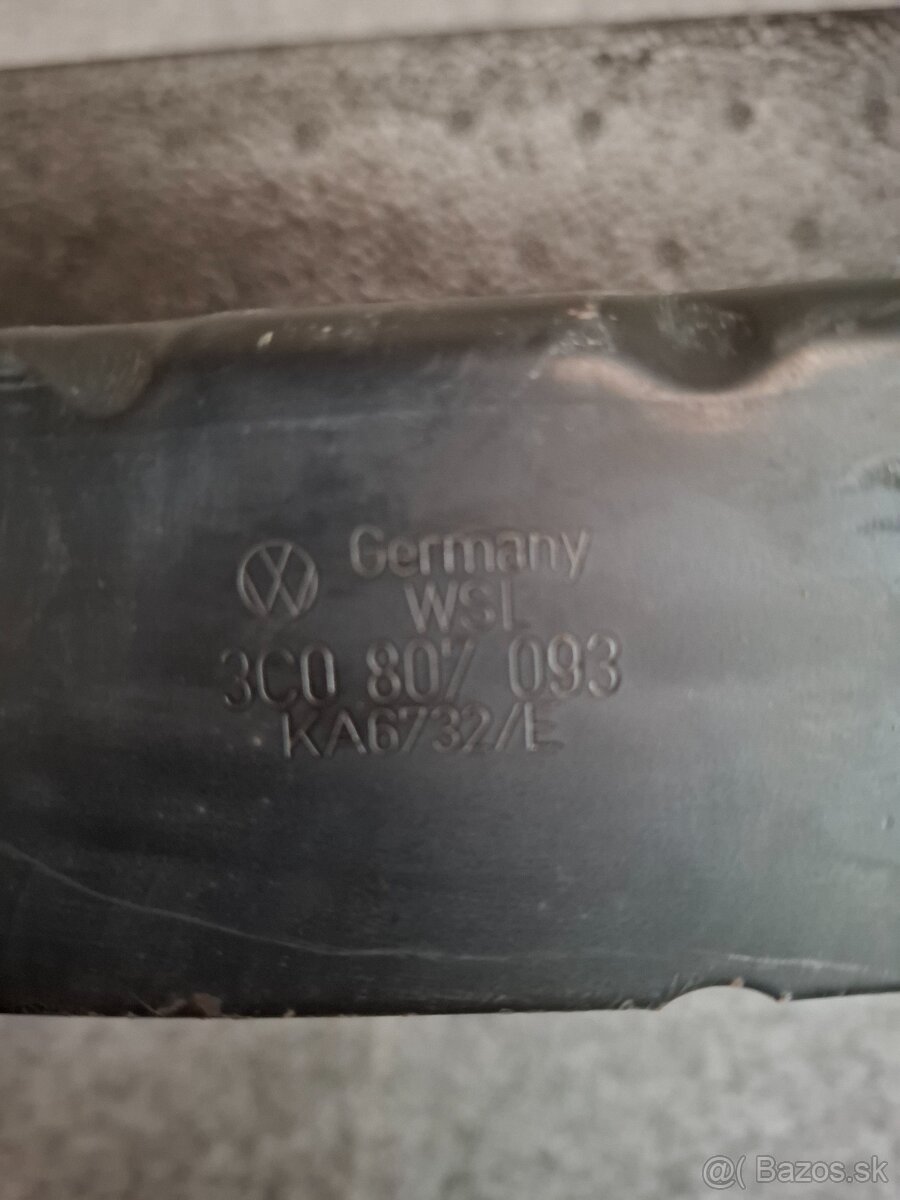 Germany
WSL
3C0 807 093
KA6732/E
@( Bazos.sk